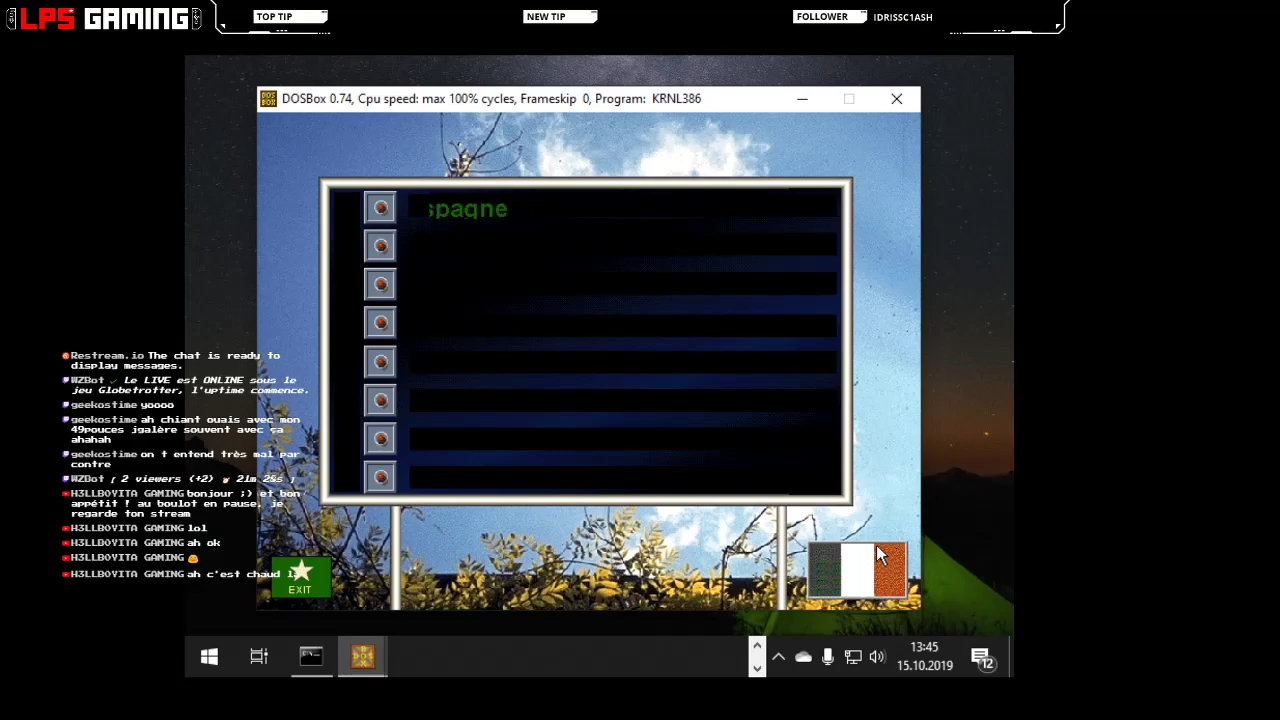 LPS GAMING
TOP TIP
NEW TIP
FOLLOWER IDRISSC1ASH
DOSBox 0.74, Cpu speed: max 100% cycles, Frameskip 0, Program: KRNL386
spagne
Restream.io The chat is ready to
display messages.
WZBot ✓ Le LIVE est ONLINE sous le
jeu Globetrotter, l'uptime commence.
geekostime yoooo
geekostime ah chiant ouais avec mon
49pouces jgalère souvent avec ça
ahahah
geekostime on t entend très mal par
contre
WZBot 2 viewers (+2) 21m 28s
H3LLBOYITA GAMING bonjour ;) et bon
appétit ! au boulot en pause, je
regarde ton stream
H3LLBOYITA GAMING lol
H3LLBOYITA GAMING ah ok
H3LLBOYITA GAMING
H3LLBOYITA GAMING ah c'est chaud
EXIT
13:45
15.10.2019
12